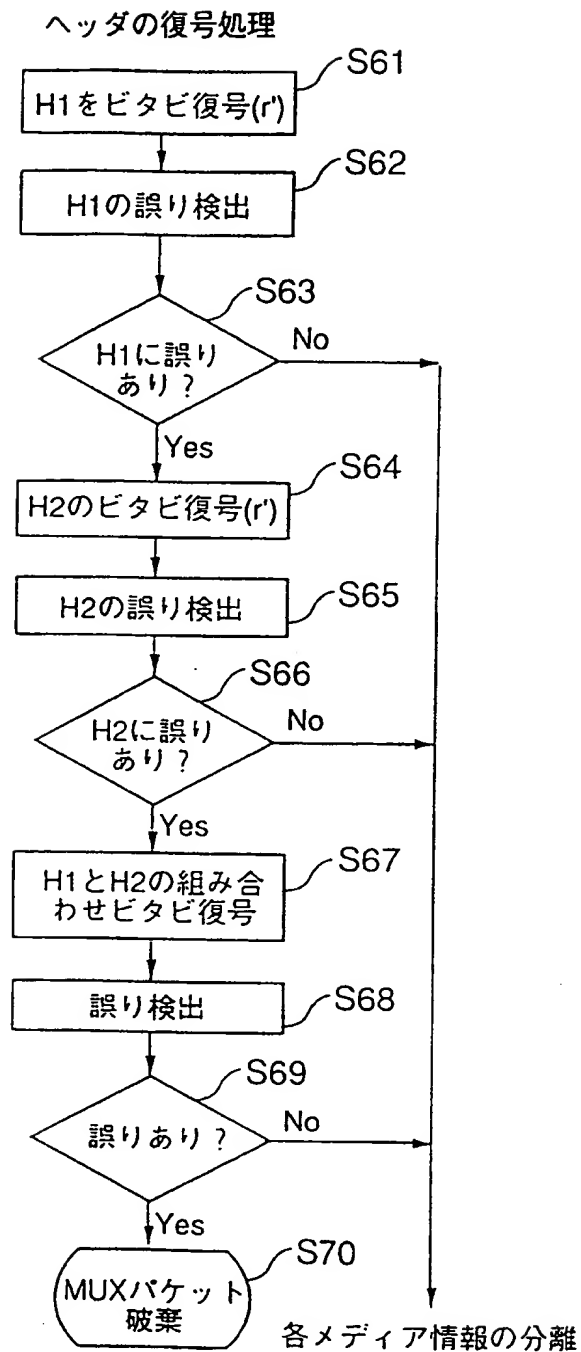 ヘッダの復号処理
S61
H1をビタビ復号(r')
S62
H1の誤り検出
S63
H1に誤り
あり？
No
Yes
S64
H2のビタビ復号(r')
S65
H2の誤り検出
S66
H2に誤り
あり？
No
Yes
S67
H1とH2の組み合
わせビタビ復号
S68
誤り検出
S69
誤りあり？
No
Yes
S70
MUXパケット
破棄
各メディア情報の分離